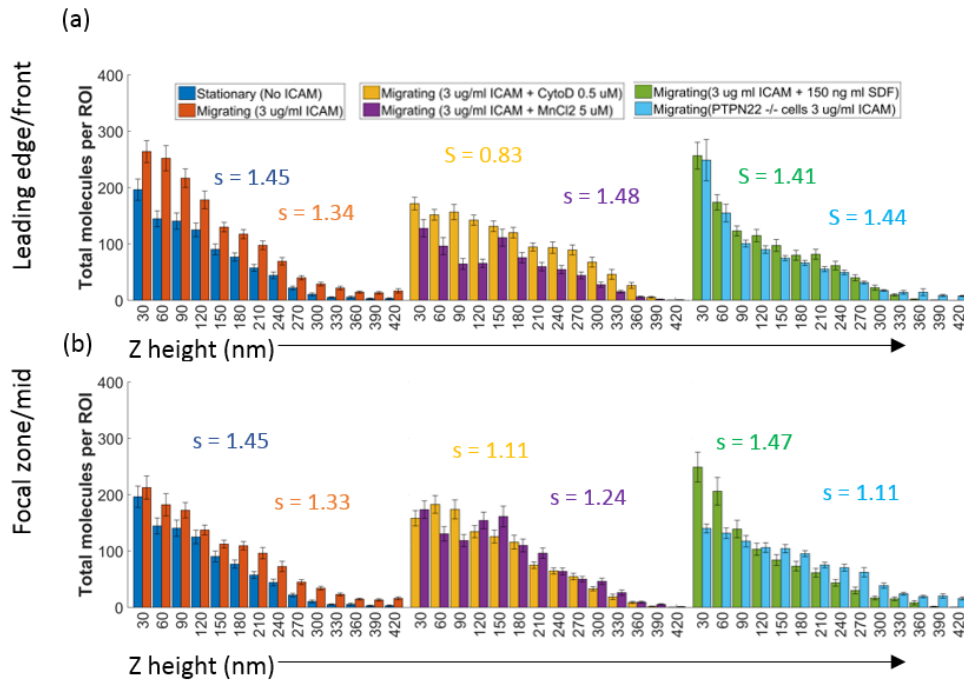 (a)
Leading edge/front
Total molecules per ROI
400
300
200
100
0
Stationary (No ICAM)
Migrating (3 ug/ml ICAM)
Migrating (3 ug/ml ICAM + CytoD 0.5 uM)
Migrating (3 ug/ml ICAM + MnCl2 5 uM)
Migrating(3 ug ml ICAM + 150 ng ml SDF)
Migrating(PTPN22 -/- cells 3 ug/ml ICAM)
s = 1.45
s = 1.34
S = 0.83
s = 1.48
s = 1.41
S = 1.44
30 60 90 120 150 180 210 240 270 300 330 360 390 420
30 60 90 120 150 180 210 240 270 300 330 360 390 420
30 60 90 120 150 180 210 240 270 300 330 360 390 420
Z height (nm)
(b)
Focal zone/mid
Total molecules per ROI
400
300
200
100
0
s = 1.45
s = 1.33
s = 1.11
s = 1.24
s = 1.47
s = 1.11
30 60 90 120 150 180 210 240 270 300 330 360 390 420
30 60 90 120 150 180 210 240 270 300 330 360 390 420
30 60 90 120 150 180 210 240 270 300 330 360 390 420
Z height (nm)